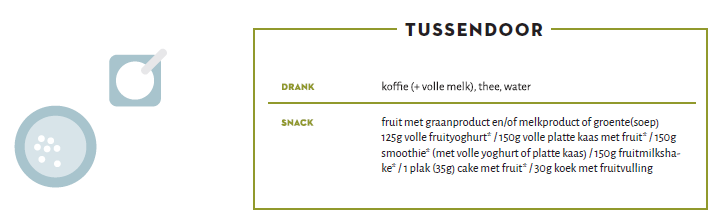 TUSSENDOOR
DRANK koffie (+ volle melk), thee, water
SNACK fruit met graanproduct en/of melkproduct of groente(soep)
125g volle fruityoghurt* / 150g volle platte kaas met fruit* / 150g
smoothie* (met volle yoghurt of platte kaas) / 150g fruitmilksha-
ke* / 1 plak (35g) cake met fruit* / 30g koek met fruitvulling